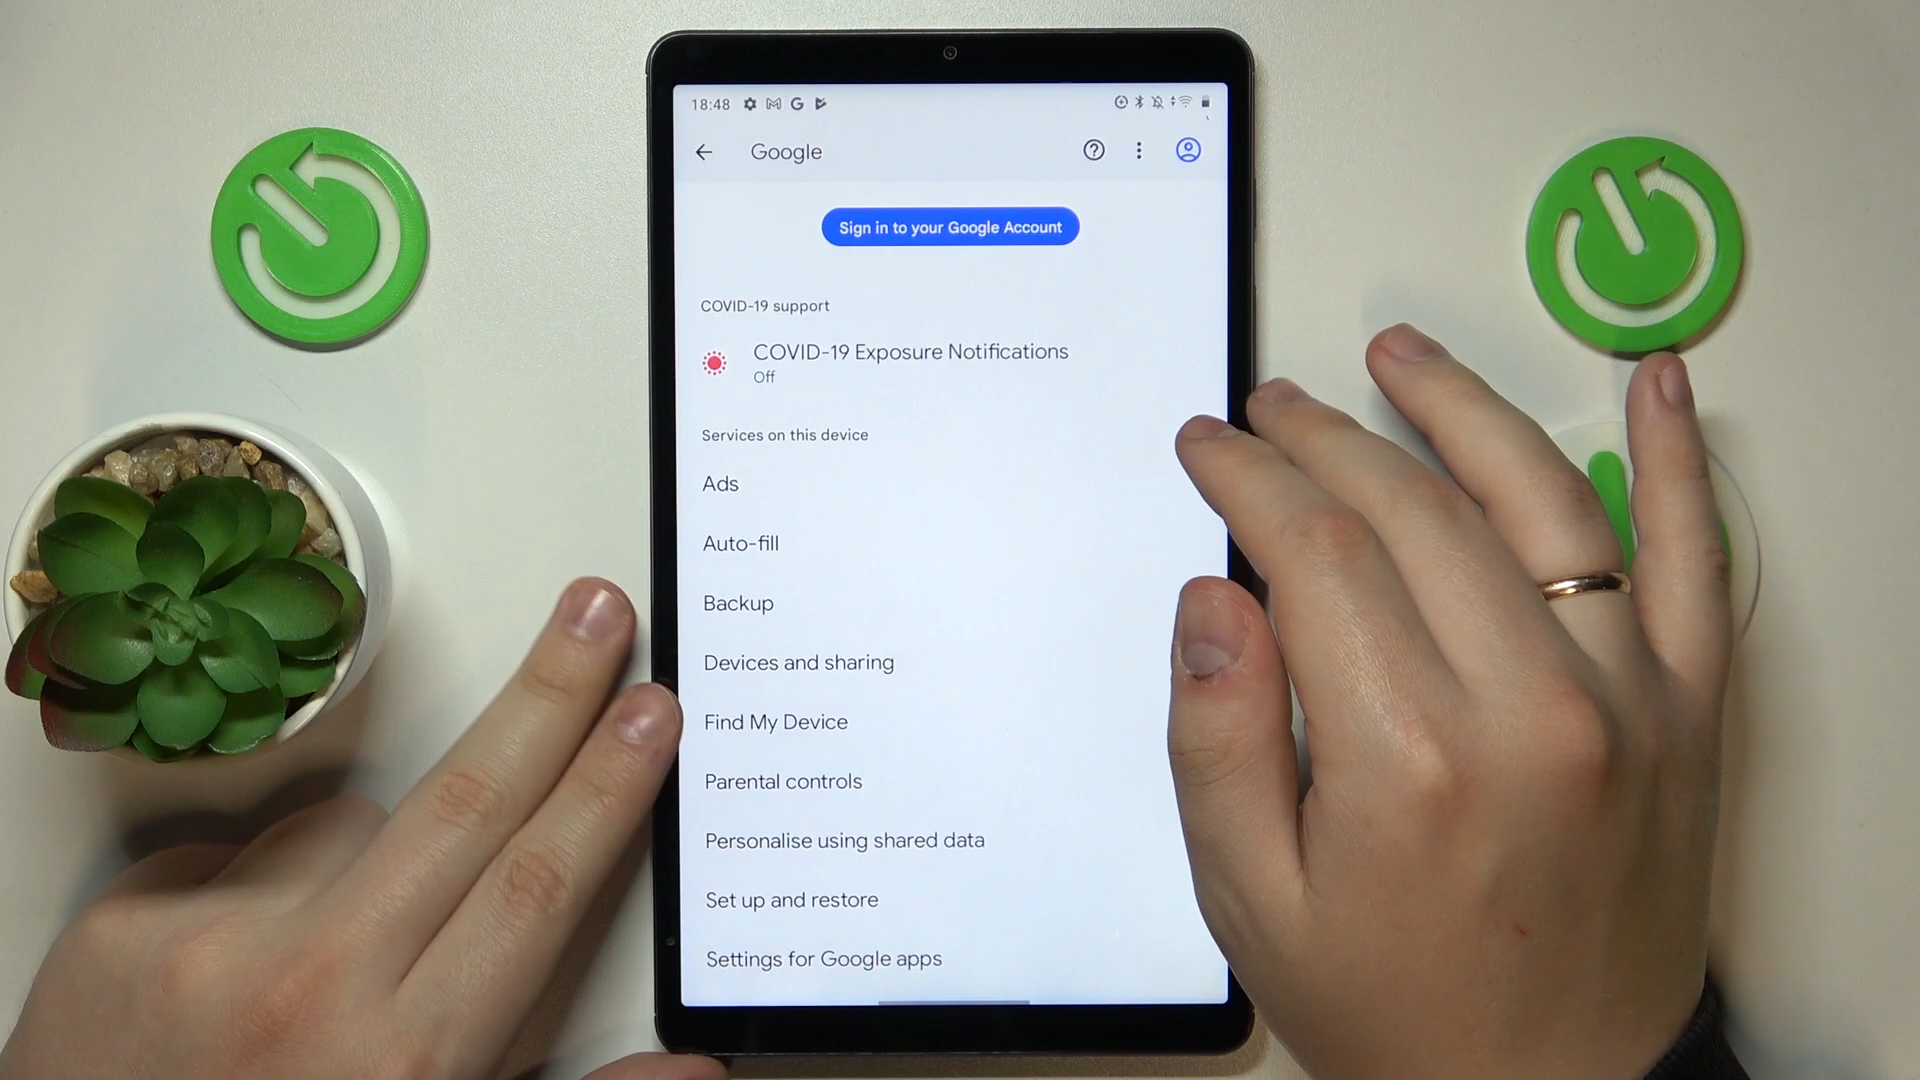 18:48
Google
Sign in to your Google Account
COVID-19 support
COVID-19 Exposure Notifications
Off
Services on this device
Ads
Auto-fill
Backup
Devices and sharing
Find My Device
Parental controls
Personalise using shared data
Set up and restore
Settings for Google apps